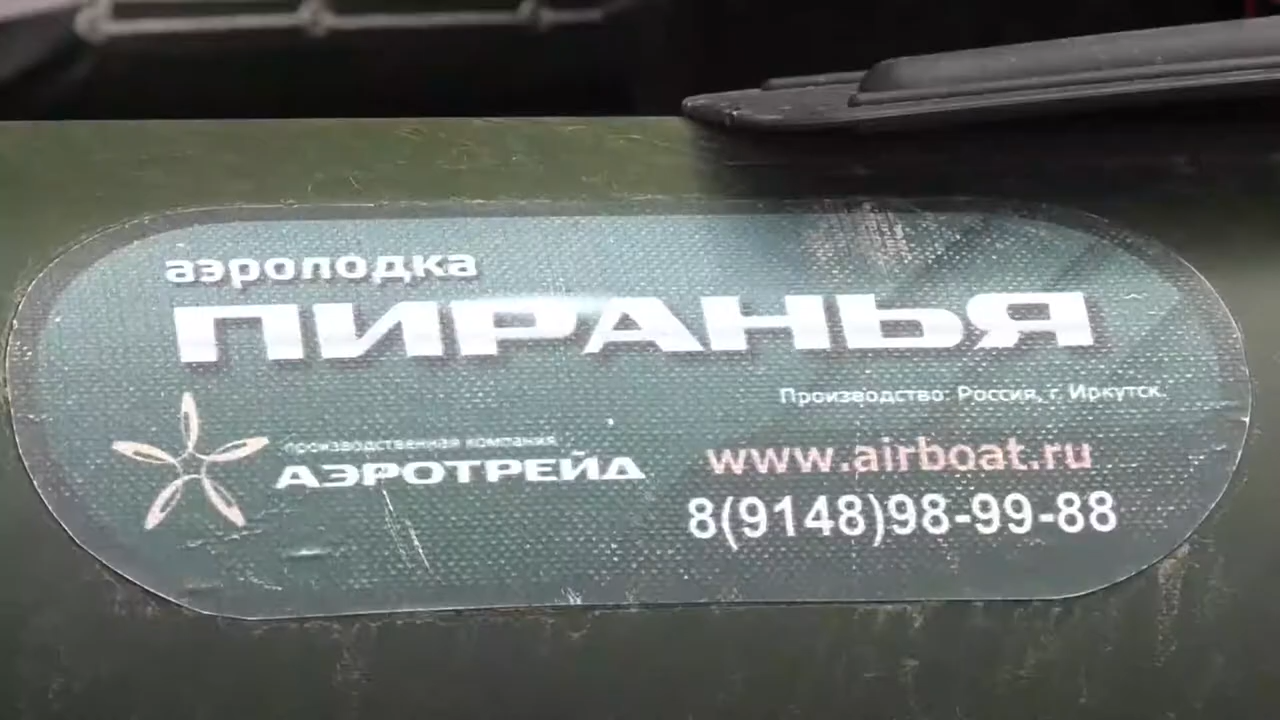 аэролодка
ПИРАНЬЯ
Производство: Россия, г. Иркутск.
производственная компания
АЭРОТРЕЙД
www.airboat.ru
8(9148)98-99-88